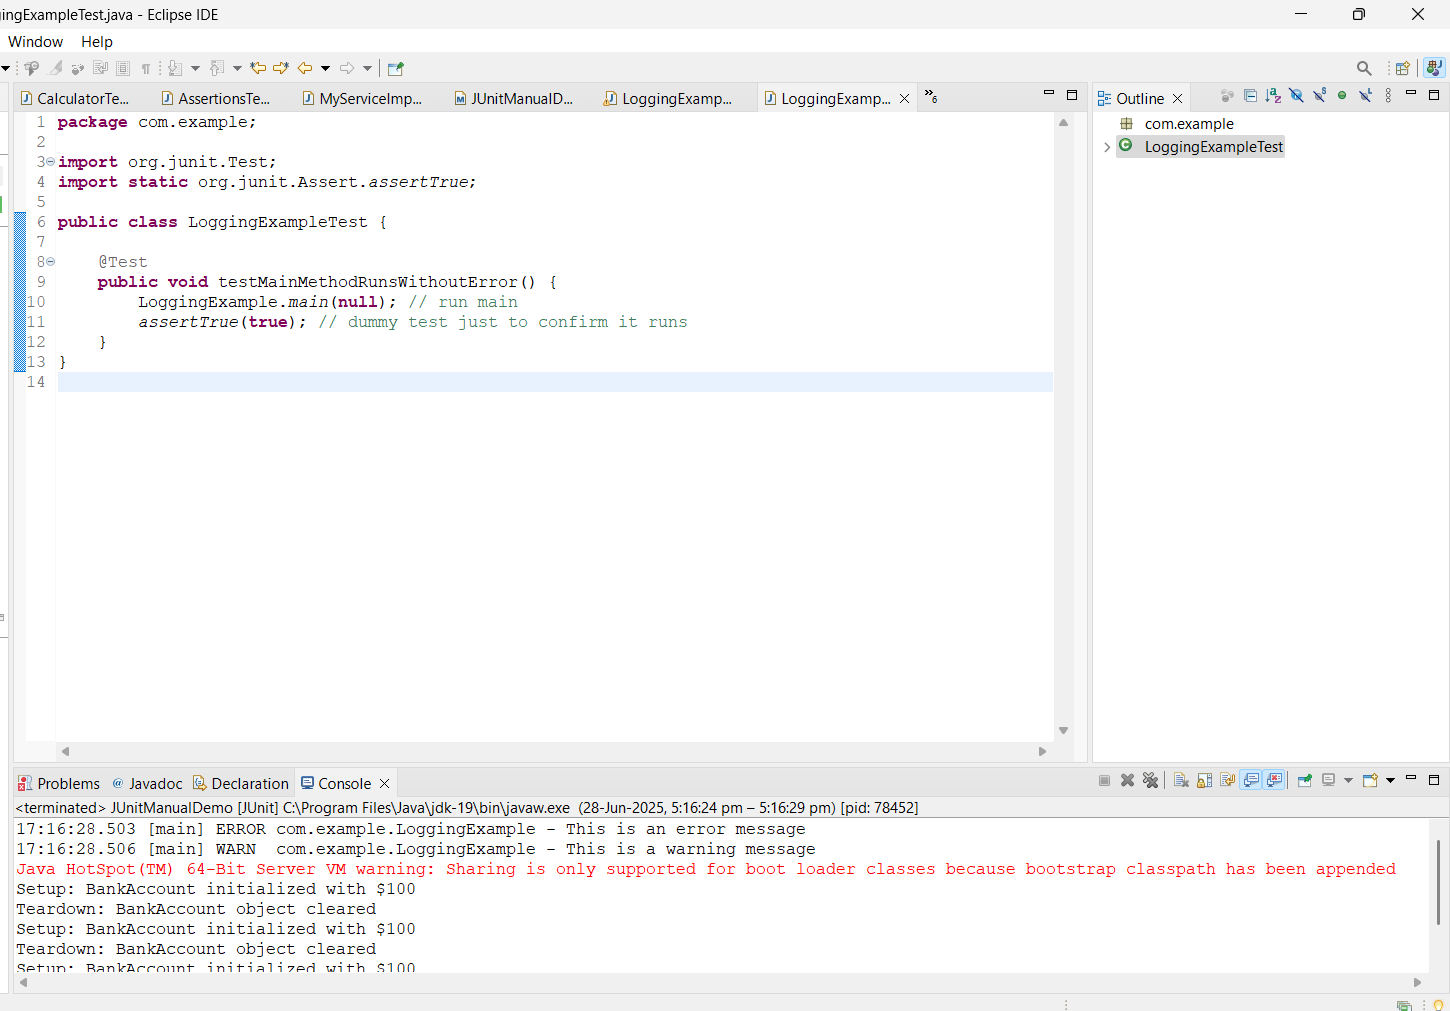 gingExampleTest.java - Eclipse IDE
Window Help
CalculatorTe... AssertionsTe... MyServiceImp... JUnitManualD... LoggingExamp... LoggingExamp... »6
Outline
com.example
LoggingExampleTest
1 package com.example;
2
3 import org.junit.Test;
4 import static org.junit.Assert.assertTrue;
5
6 public class LoggingExampleTest {
7
8 @Test
9 public void testMainMethodRunsWithoutError() {
10 LoggingExample.main(null); // run main
11 assertTrue(true); // dummy test just to confirm it runs
12 }
13 }
14
Problems @ Javadoc Declaration Console
<terminated> JUnitManualDemo [JUnit] C:\Program Files\Java\jdk-19\bin\javaw.exe (28-Jun-2025, 5:16:24 pm – 5:16:29 pm) [pid: 78452]
17:16:28.503 [main] ERROR com.example.LoggingExample - This is an error message
17:16:28.506 [main] WARN  com.example.LoggingExample - This is a warning message
Java HotSpot(TM) 64-Bit Server VM warning: Sharing is only supported for boot loader classes because bootstrap classpath has been appended
Setup: BankAccount initialized with $100
Teardown: BankAccount object cleared
Setup: BankAccount initialized with $100
Teardown: BankAccount object cleared
Setup: BankAccount initialized with $100